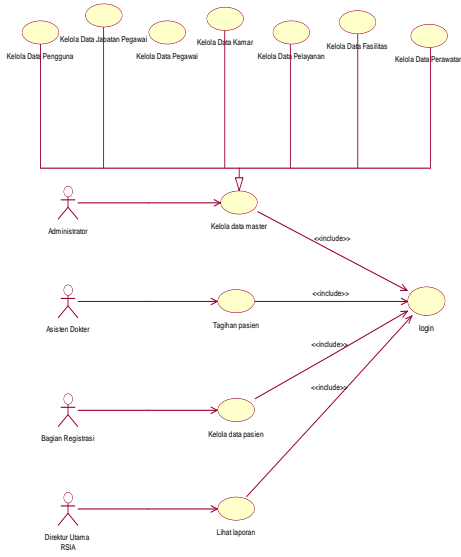 Kelola Data Pengguna
Kelola Data Jabatan Pegawai
Kelola Data Pegawai
Kelola Data Kamar
Kelola Data Pelayanan
Kelola Data Fasilitas
Kelola Data Perawatan
Administrator
Kelola data master
<<include>>
Asisten Dokter
Tagihan pasien
<<include>>
login
<<include>>
<<include>>
Bagian Registrasi
Kelola data pasien
Direktur Utama
RSIA
Lihat laporan